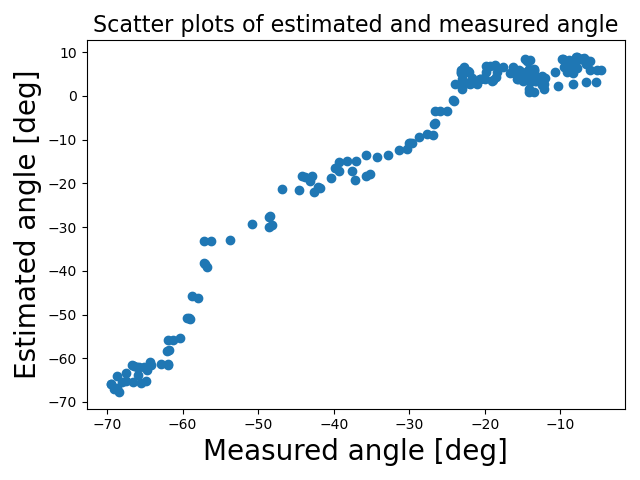 Scatter plots of estimated and measured angle
Estimated angle [deg]
10
0
−10
−20
−30
−40
−50
−60
−70
−70 −60 −50 −40 −30 −20 −10
Measured angle [deg]